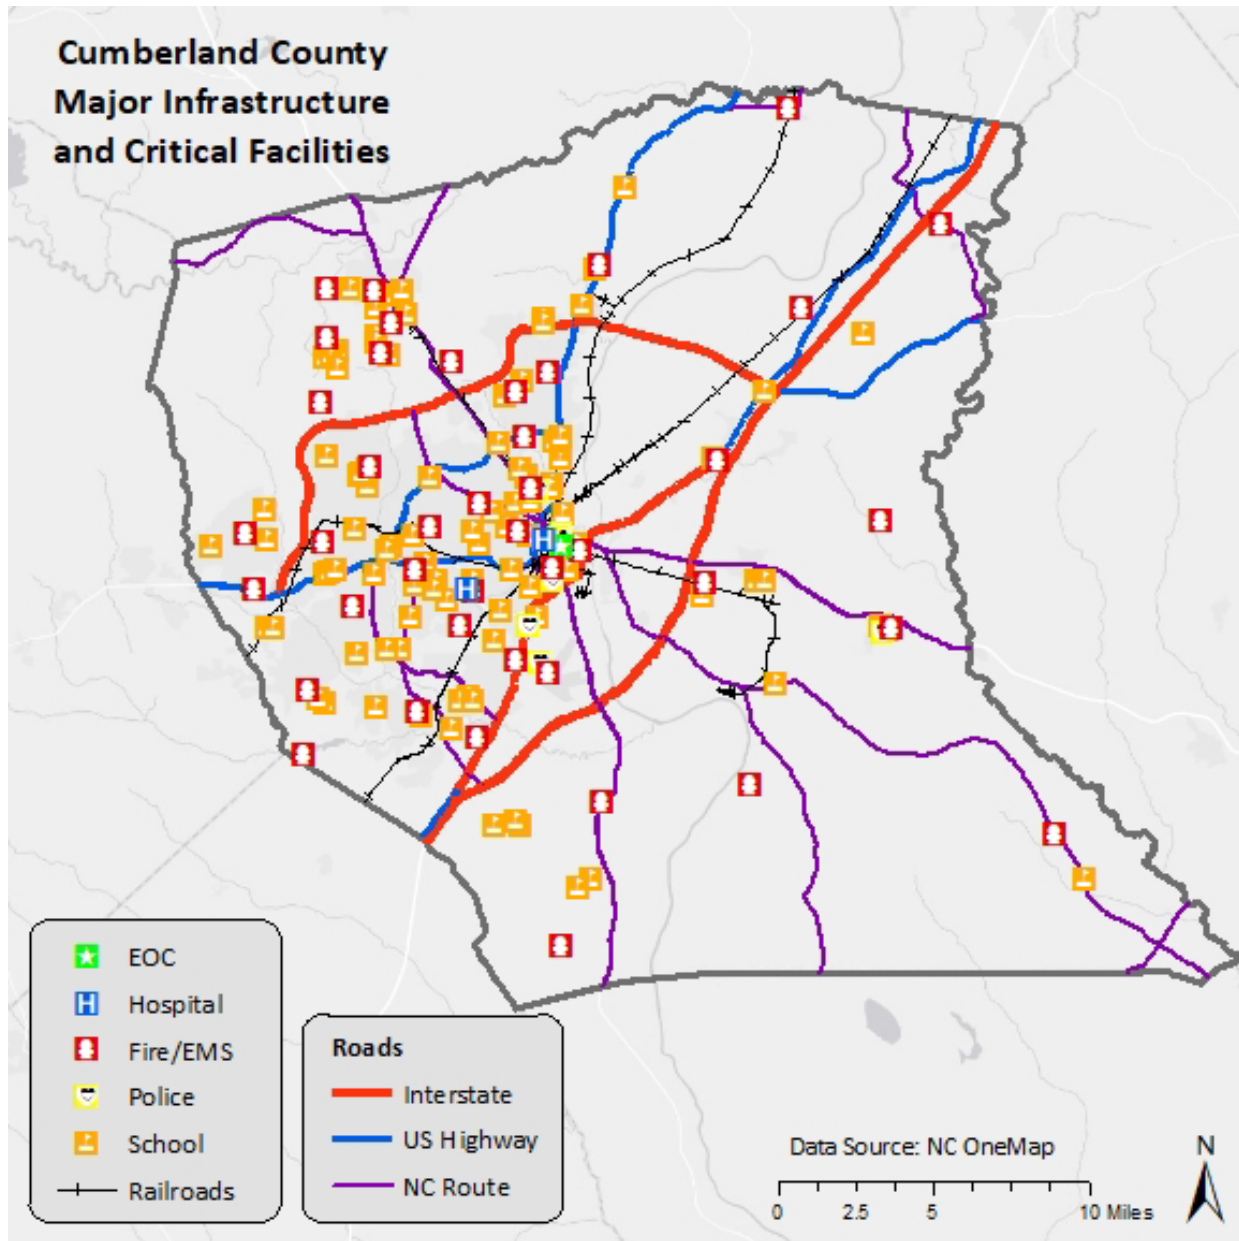 Cumberland County
Major Infrastructure
and Critical Facilities
H
H
EOC
H Hospital
Fire/EMS
Police
School
Railroads
Roads
Interstate
US Highway
NC Route
Data Source: NC OneMap
N
0 2.5 5 10 Miles